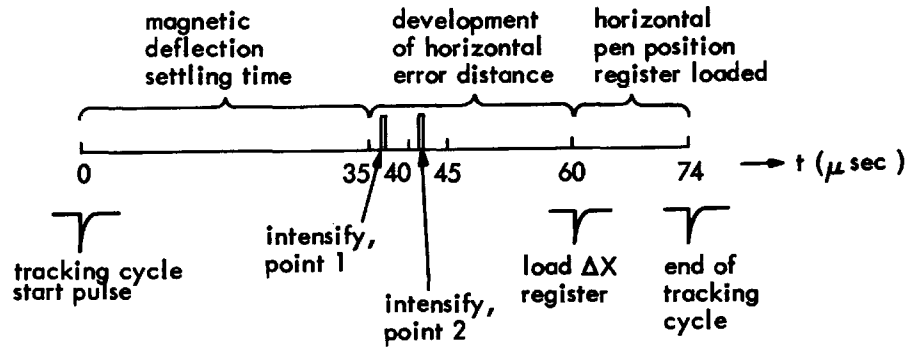 magnetic
deflection
settling time
development
of horizontal
error distance
horizontal
pen position
register loaded
0 35 40 45 60 74 t (μ sec)
tracking cycle
start pulse
intensify,
point 1
intensify,
point 2
load ΔX
register
end of
tracking
cycle